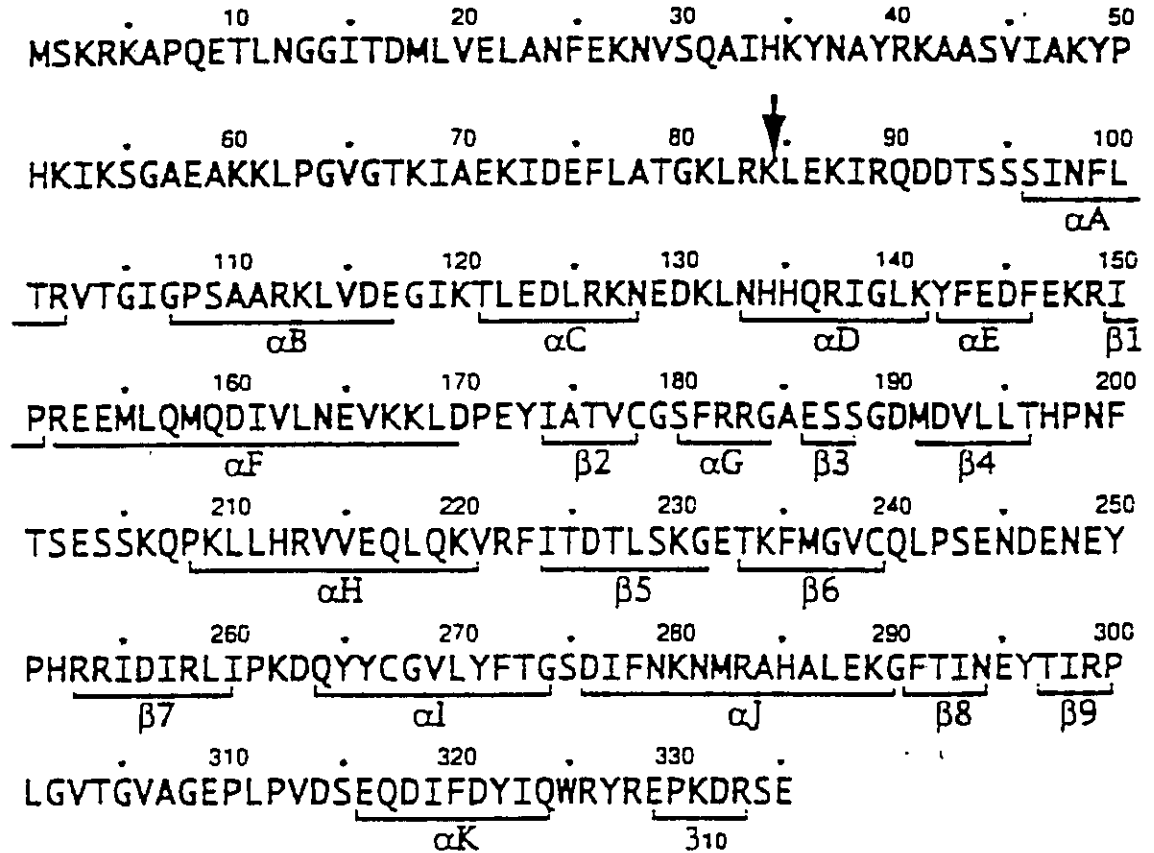 10 20 30 40 50
MSKRKAPQETLNGGITDMLVELANFEKNVSQAIHKYNAYRKAASVIAKYP
60 70 80 90 100
HKIKSGAEAKKLPGVGTKIAEKIDEFLATGKLRKLEKIRQDDTSSSINFL
αA
110 120 130 140 150
TRVTGIGPSAARKLVDEGIKTLEDLRKNEDKLNHHQRIGLKYFEDFEKRI
αB αC αD αE β1
160 170 180 190 200
PREEMLQMQDIVLNEVKKLDPEYIATVCGSFRRGAESSGDMDVLLTHPNF
αF β2 αG β3 β4
210 220 230 240 250
TSESSKQPKLLHRVVEQLQKVRFITDTLSKGETKFMGVCQLPSENDENEY
αH β5 β6
260 270 280 290 300
PHRRIDIRLIPKDQYYCGVLYFTGSDIFNKNMRAHALEKGFTINEYTIRP
β7 αI αJ β8 β9
310 320 330
LGVTGVAGEPLPVDSEQDIFDYIQWRYREPKDRSE
αK 3₁₀